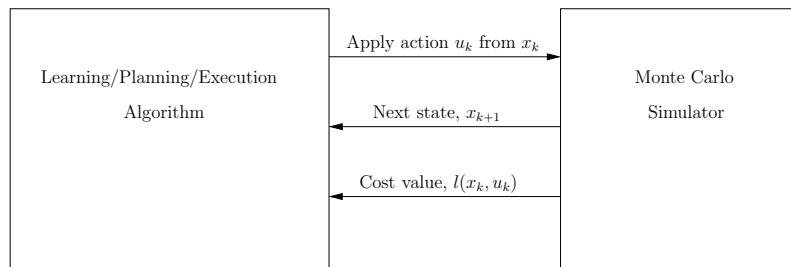 Apply action u_k from x_k
Learning/Planning/Execution
Algorithm
Monte Carlo
Simulator
Next state, x_{k+1}
Cost value, l(x_k, u_k)